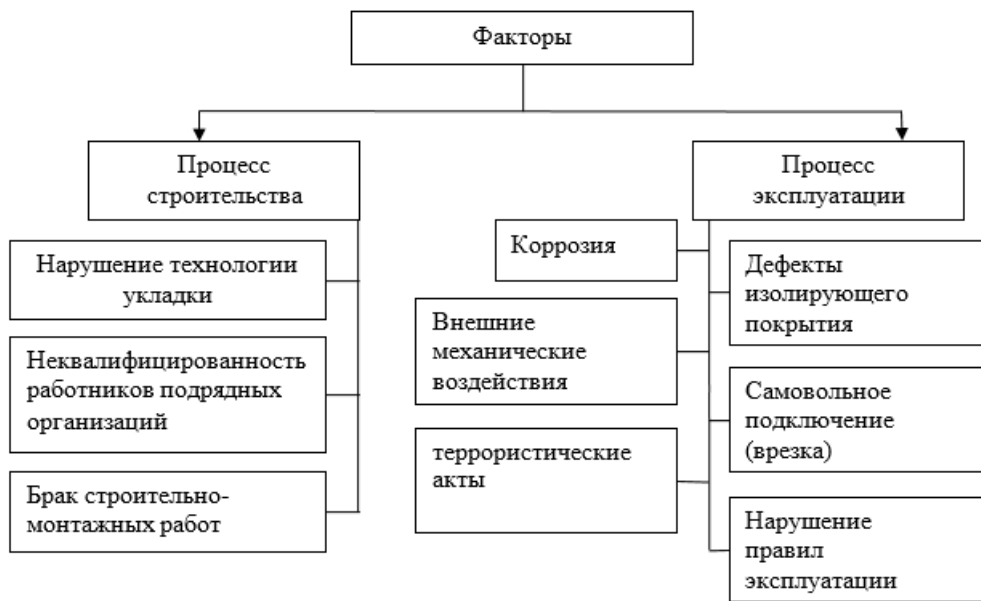 Факторы
Процесс
строительства
Нарушение технологии
укладки
Неквалифицированность
работников подрядных
организаций
Брак строительно-
монтажных работ
Процесс
эксплуатации
Коррозия
Внешние
механические
воздействия
террористические
акты
Дефекты
изолирующего
покрытия
Самовольное
подключение
(врезка)
Нарушение
правил
эксплуатации